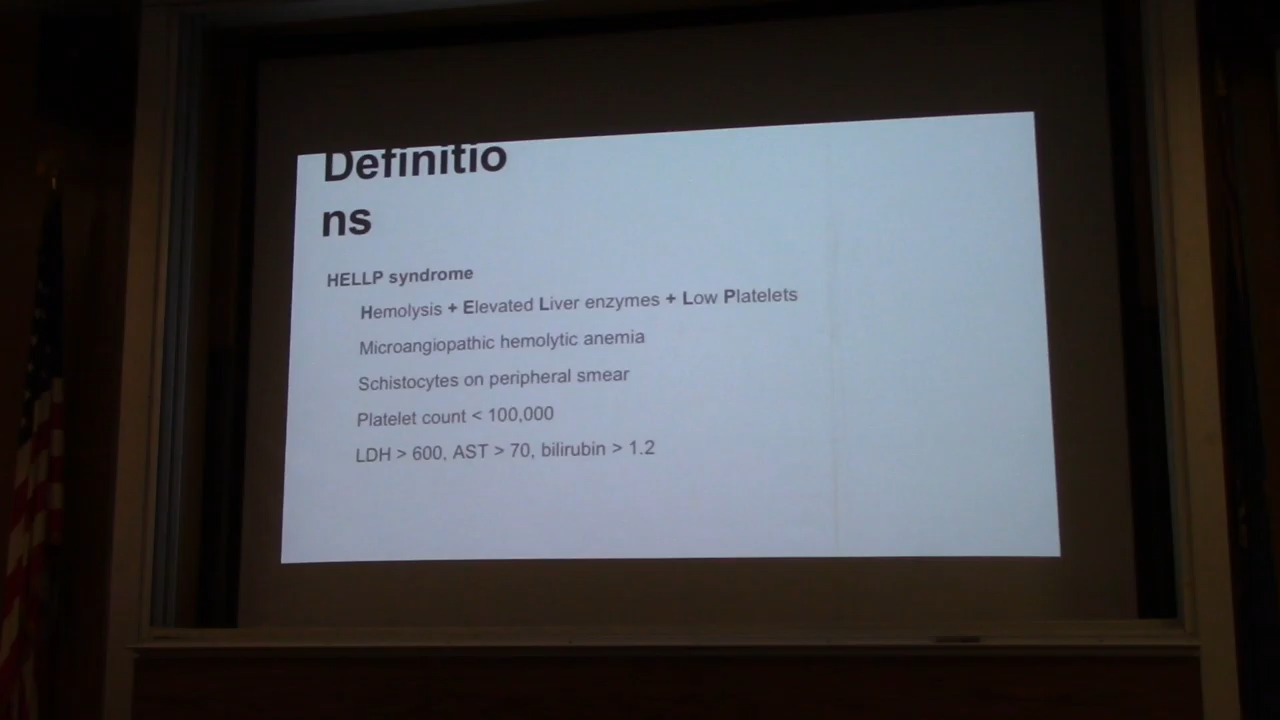 Definitio
ns
HELLP syndrome
Hemolysis + Elevated Liver enzymes + Low Platelets
Microangiopathic hemolytic anemia
Schistocytes on peripheral smear
Platelet count < 100,000
LDH > 600, AST > 70, bilirubin > 1.2